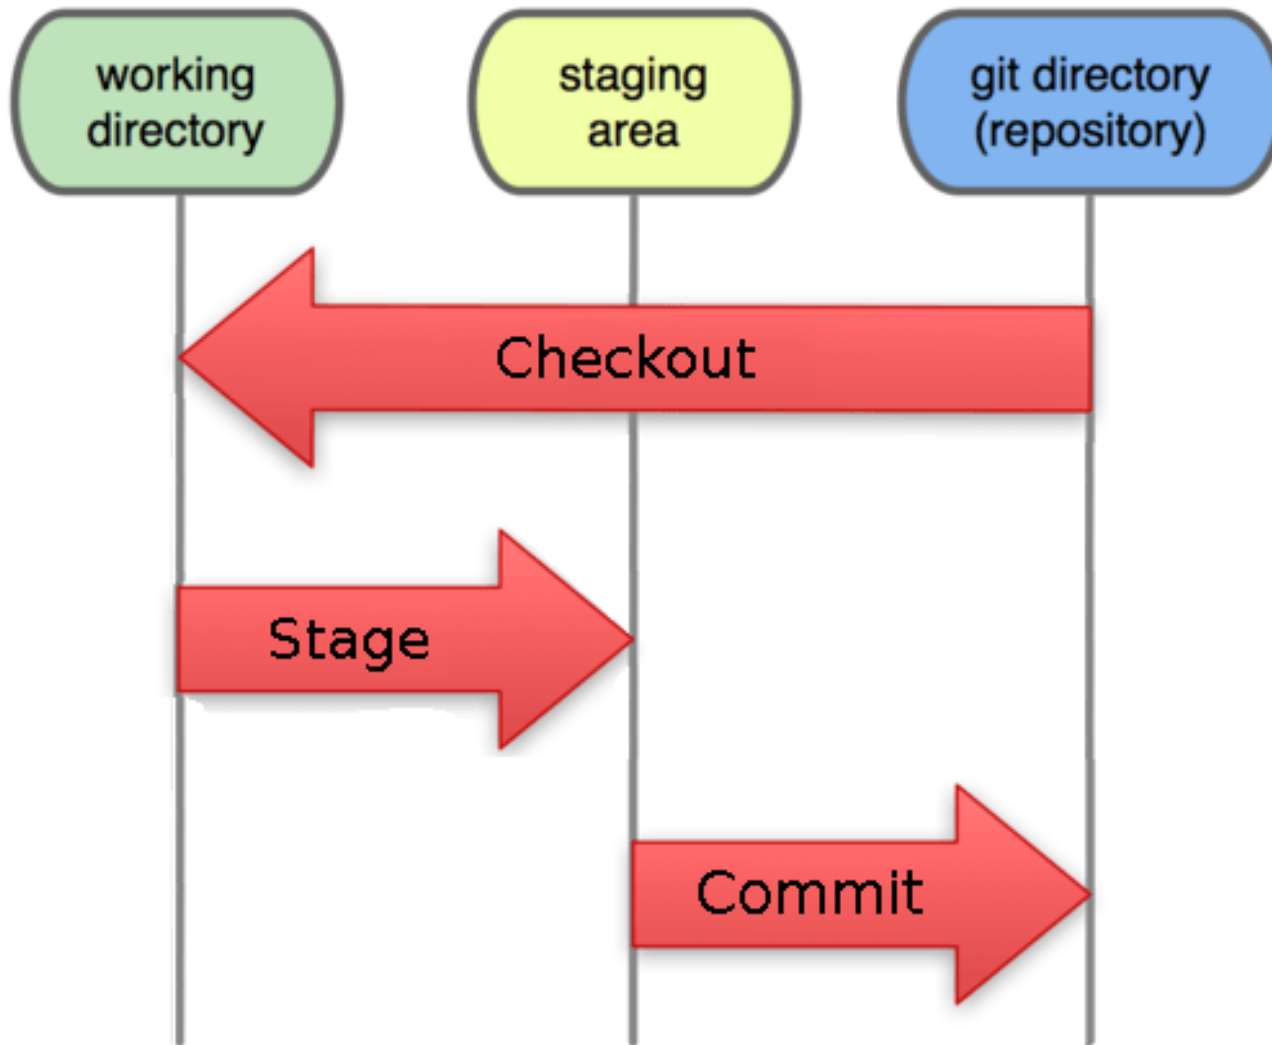 working
directory
staging
area
git directory
(repository)
Checkout
Stage
Commit